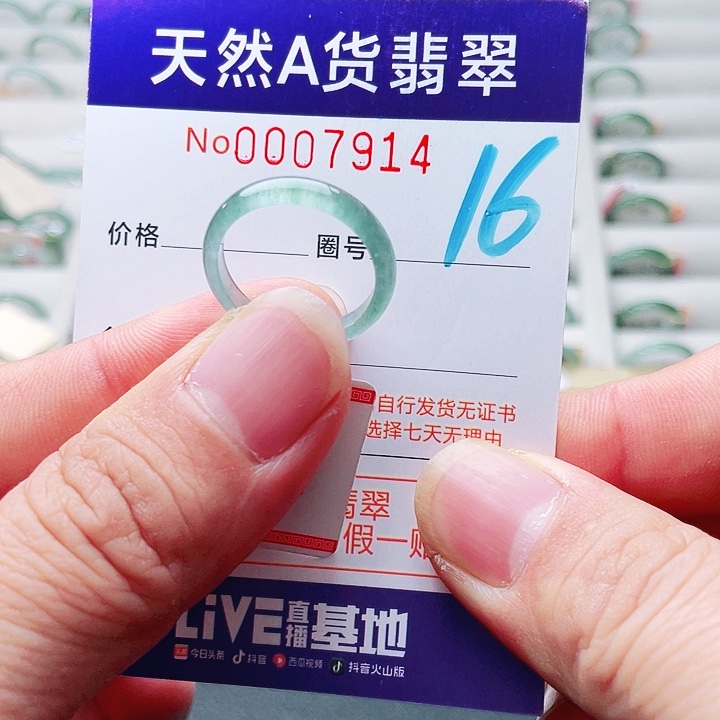 天然A货翡翠
No0007914
16
价格 圈号
自行发货无证书
选择七天无理由
翡翠
假一赔
LiVE直播基地
今日头条 抖音 西瓜视频 抖音火山版